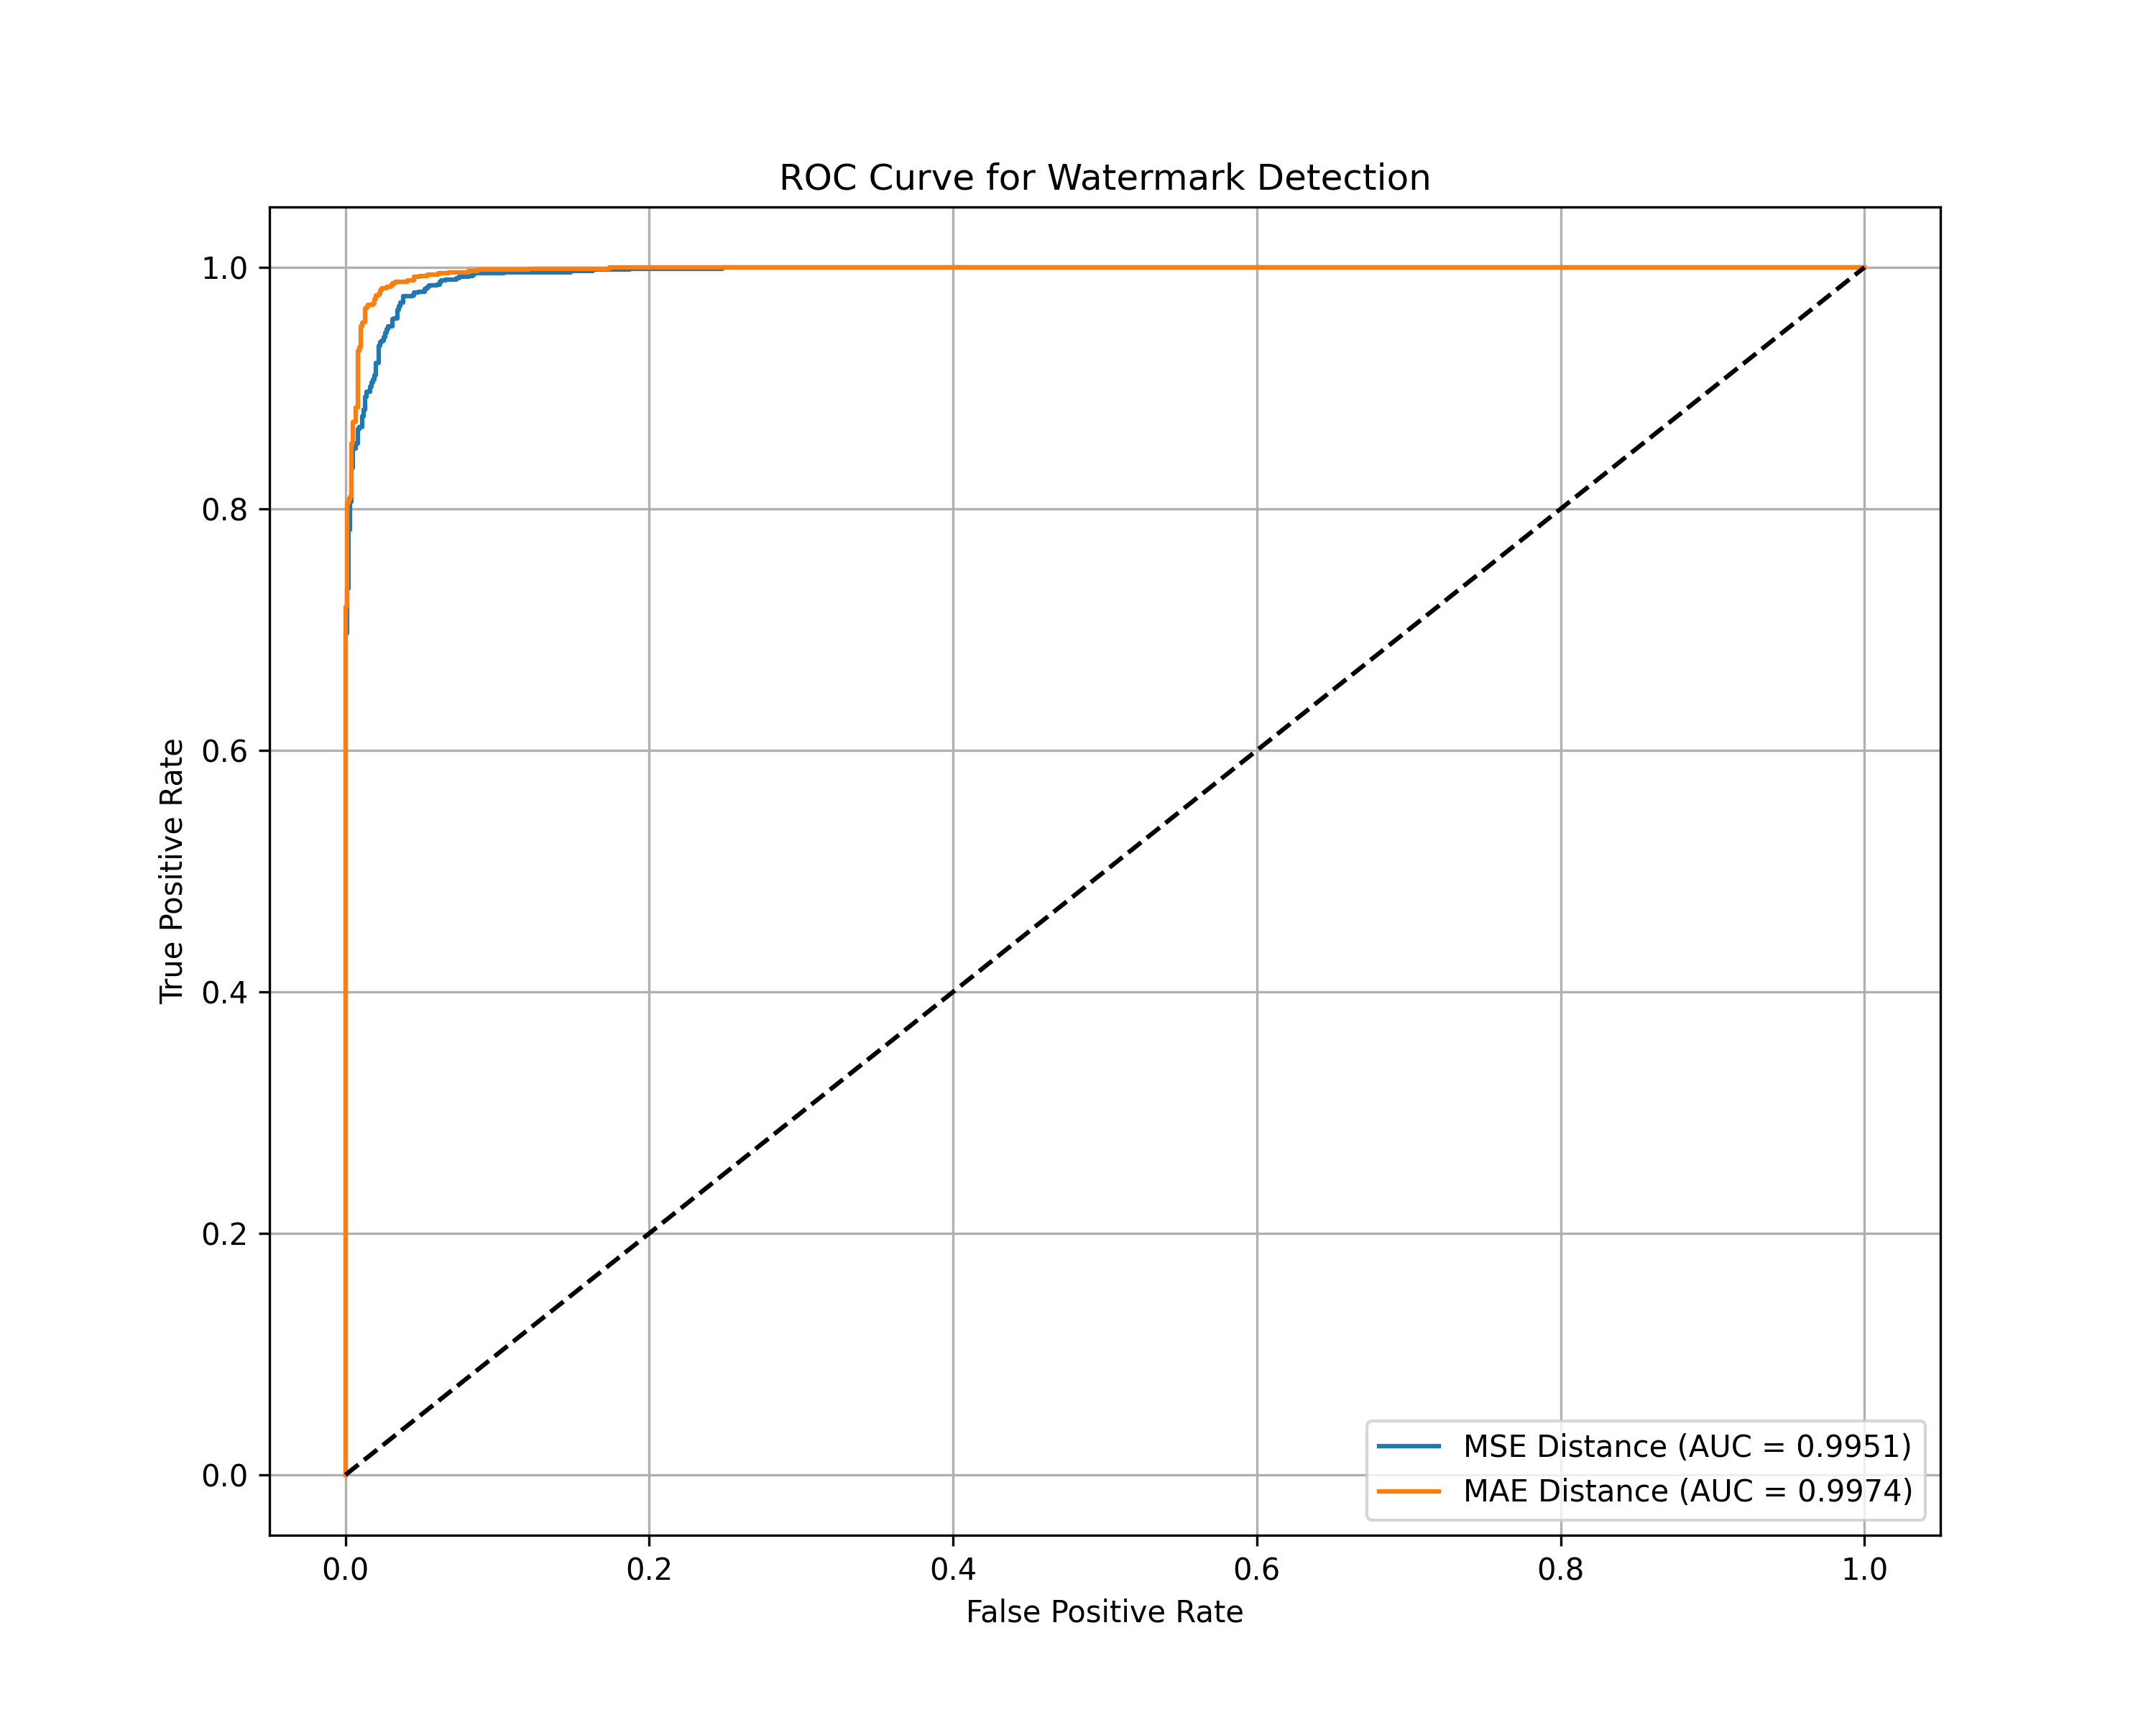 ROC Curve for Watermark Detection
True Positive Rate
1.0
0.8
0.6
0.4
0.2
0.0
MSE Distance (AUC = 0.9951)
MAE Distance (AUC = 0.9974)
0.0 0.2 0.4 0.6 0.8 1.0
False Positive Rate